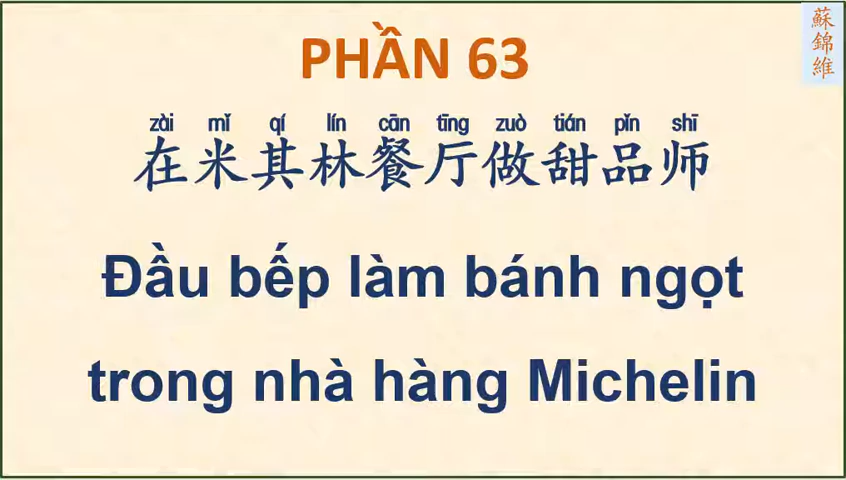 PHẦN 63
zài mǐ qí lín cān tīng zuò tián pǐn shī
在米其林餐厅做甜品师
Đầu bếp làm bánh ngọt
trong nhà hàng Michelin
蘇錦維